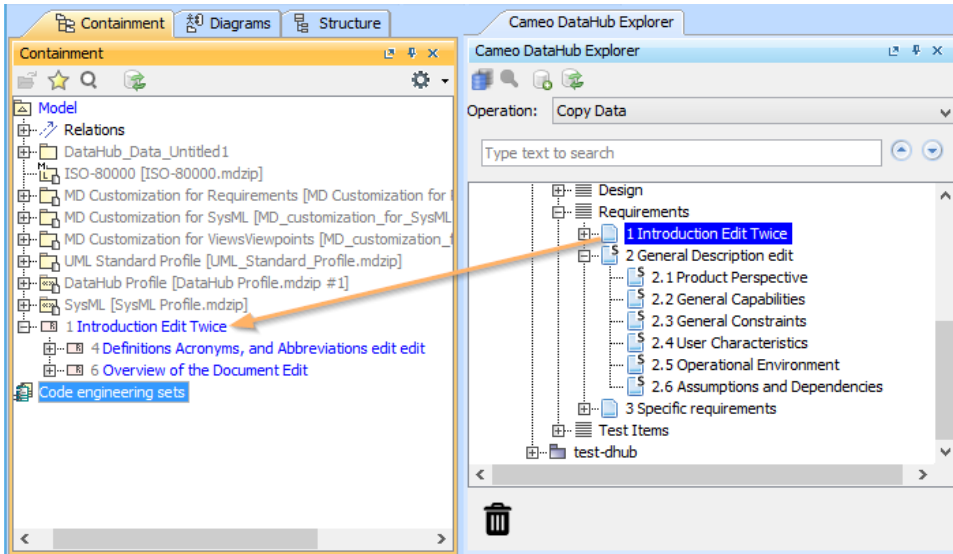 Containment
Diagrams
Structure
Containment
Model
Relations
DataHub_Data_Untitled1
ISO-80000 [ISO-80000.mdzip]
MD Customization for Requirements [MD Customization for
MD Customization for SysML [MD_customization_for_SysML
MD Customization for ViewsViewpoints [MD_customization_f
UML Standard Profile [UML_Standard_Profile.mdzip]
DataHub Profile [DataHub Profile.mdzip #1]
SysML [SysML Profile.mdzip]
1 Introduction Edit Twice
4 Definitions Acronyms, and Abbreviations edit edit
6 Overview of the Document Edit
Code engineering sets
Cameo DataHub Explorer
Cameo DataHub Explorer
Operation: Copy Data
Type text to search
Design
Requirements
1 Introduction Edit Twice
2 General Description edit
2.1 Product Perspective
2.2 General Capabilities
2.3 General Constraints
2.4 User Characteristics
2.5 Operational Environment
2.6 Assumptions and Dependencies
3 Specific requirements
Test Items
test-dhub